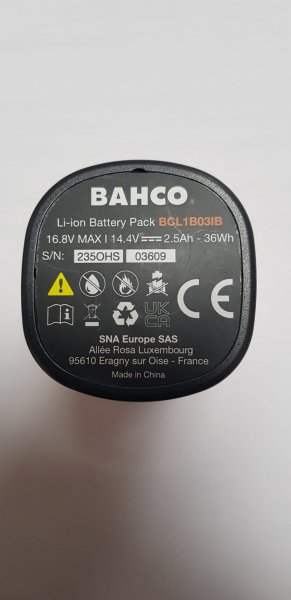 BAHCO®
Li-ion Battery Pack BCL1B03IB
16.8V MAX | 14.4V ⎓ 2.5Ah - 36Wh
S/N: 235OHS 03609
UK
CA
CE
SNA Europe SAS
Allée Rosa Luxembourg
95610 Eragny sur Oise - France
Made in China